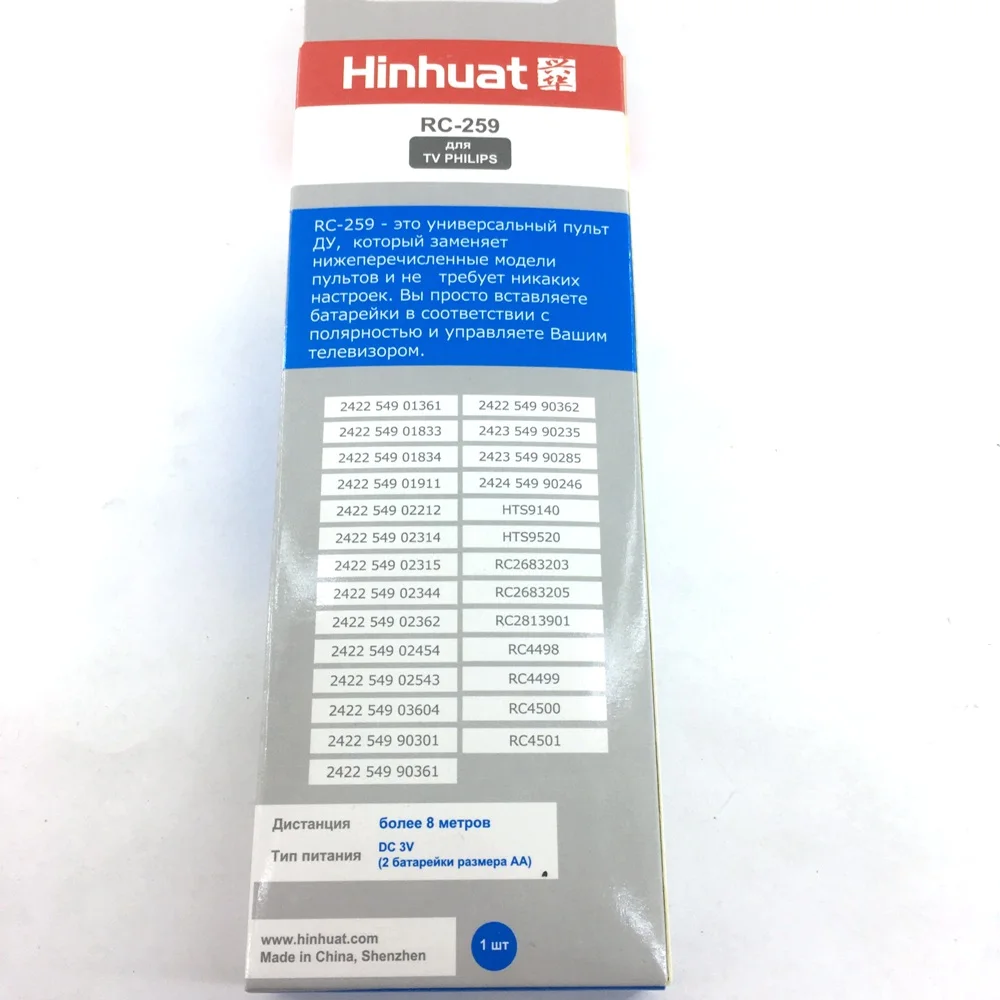 Hinhuat 兴华
RC-259
для
TV PHILIPS
RC-259 - это универсальный пульт
ДУ, который заменяет
нижеперечисленные модели
пультов и не требует никаких
настроек. Вы просто вставляете
батарейки в соответствии с
полярностью и управляете Вашим
телевизором.
2422 549 01361 2422 549 90362
2422 549 01833 2423 549 90235
2422 549 01834 2423 549 90285
2422 549 01911 2424 549 90246
2422 549 02212 HTS9140
2422 549 02314 HTS9520
2422 549 02315 RC2683203
2422 549 02344 RC2683205
2422 549 02362 RC2813901
2422 549 02454 RC4498
2422 549 02543 RC4499
2422 549 03604 RC4500
2422 549 90301 RC4501
2422 549 90361
Дистанция более 8 метров
Тип питания DC 3V
(2 батарейки размера AA)
www.hinhuat.com
Made in China, Shenzhen
1 шт